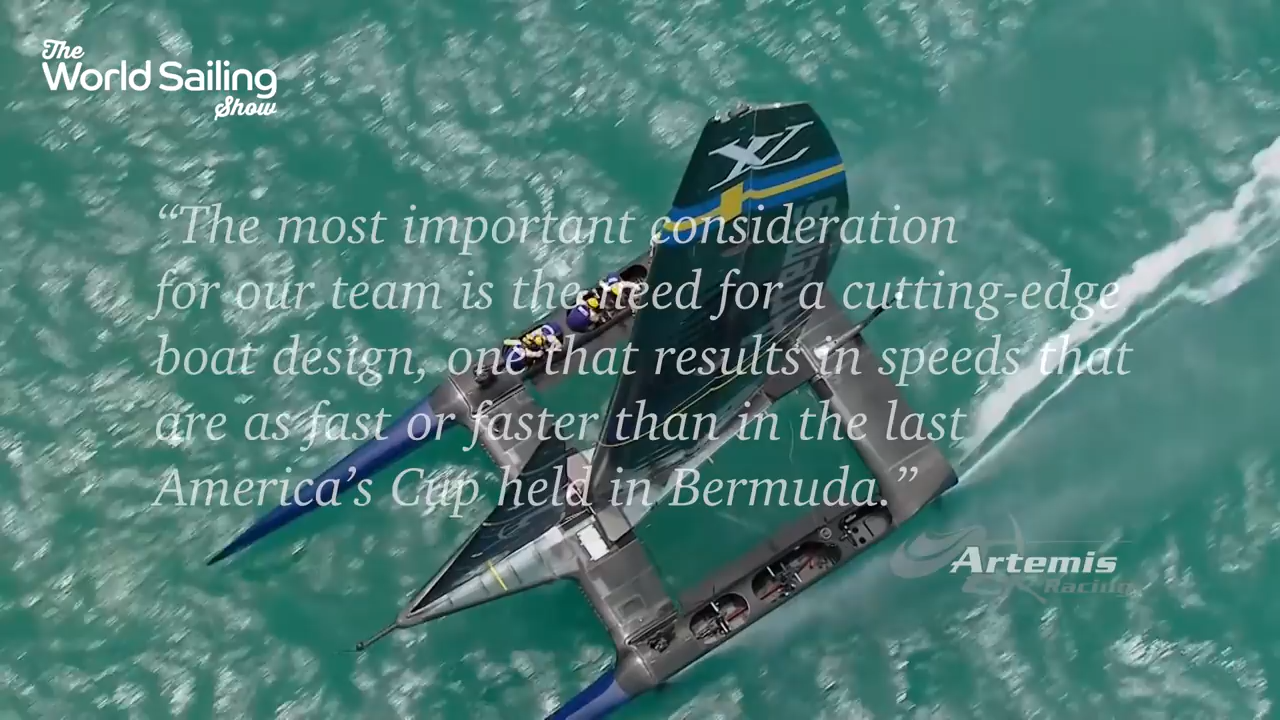 The
World Sailing
Show
“The most important consideration
for our team is the need for a cutting-edge
boat design, one that results in speeds that
are as fast or faster than in the last
America’s Cup held in Bermuda.”
Artemis
Racing